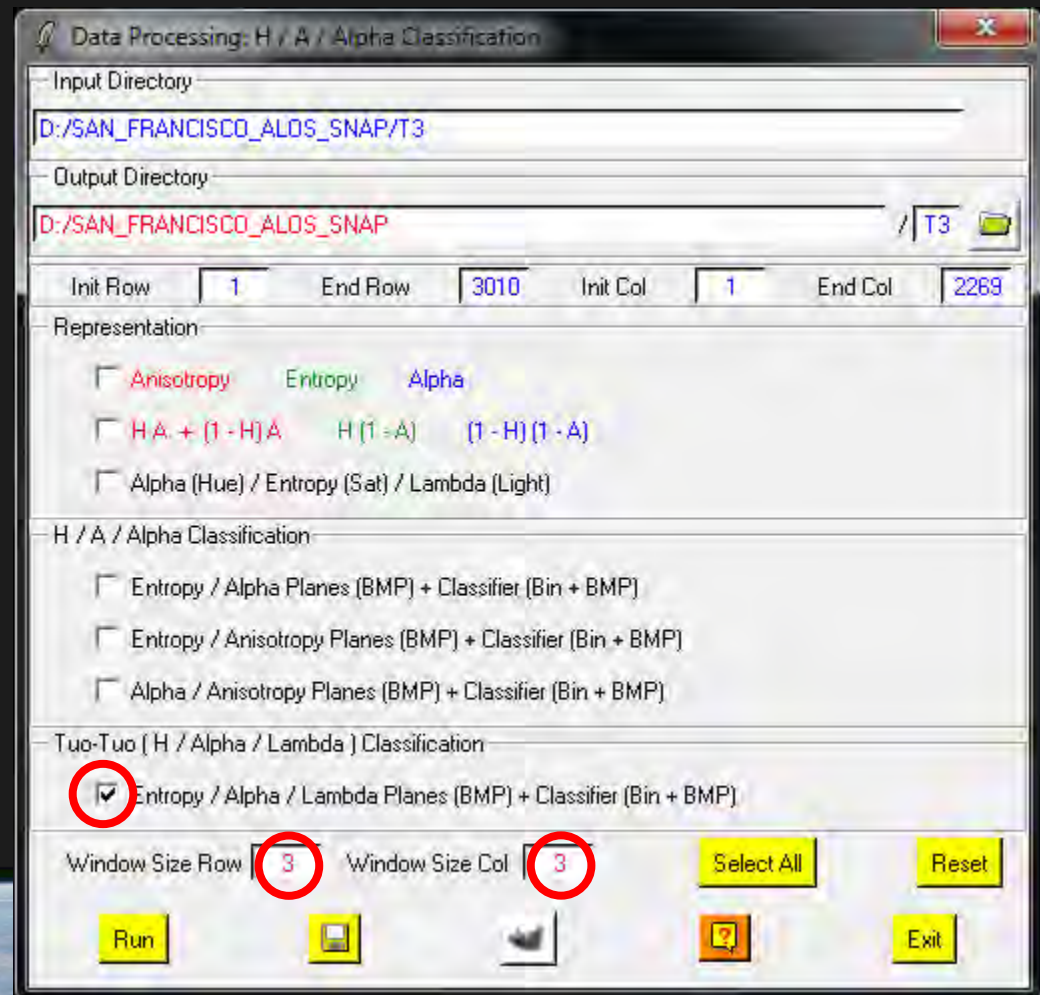 Data Processing: H / A / Alpha Classification
Input Directory
D:/SAN_FRANCISCO_ALOS_SNAP/T3
Output Directory
D:/SAN_FRANCISCO_ALOS_SNAP / T3
Init Row 1 End Row 3010 Init Col 1 End Col 2269
Representation
Anisotropy Entropy Alpha
H A + (1 - H) A H (1 - A) (1 - H) (1 - A)
Alpha (Hue) / Entropy (Sat) / Lambda (Light)
H / A / Alpha Classification
Entropy / Alpha Planes (BMP) + Classifier (Bin + BMP)
Entropy / Anisotropy Planes (BMP) + Classifier (Bin + BMP)
Alpha / Anisotropy Planes (BMP) + Classifier (Bin + BMP)
Tuo-Tuo ( H / Alpha / Lambda ) Classification
Entropy / Alpha / Lambda Planes (BMP) + Classifier (Bin + BMP)
Window Size Row 3 Window Size Col 3 Select All Reset
Run ? Exit